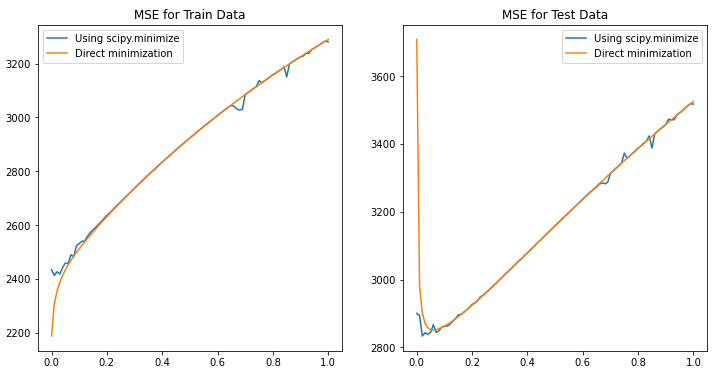 MSE for Train Data
Using scipy.minimize
Direct minimization
3200
3000
2800
2600
2400
2200
0.0 0.2 0.4 0.6 0.8 1.0
MSE for Test Data
Using scipy.minimize
Direct minimization
3600
3400
3200
3000
2800
0.0 0.2 0.4 0.6 0.8 1.0